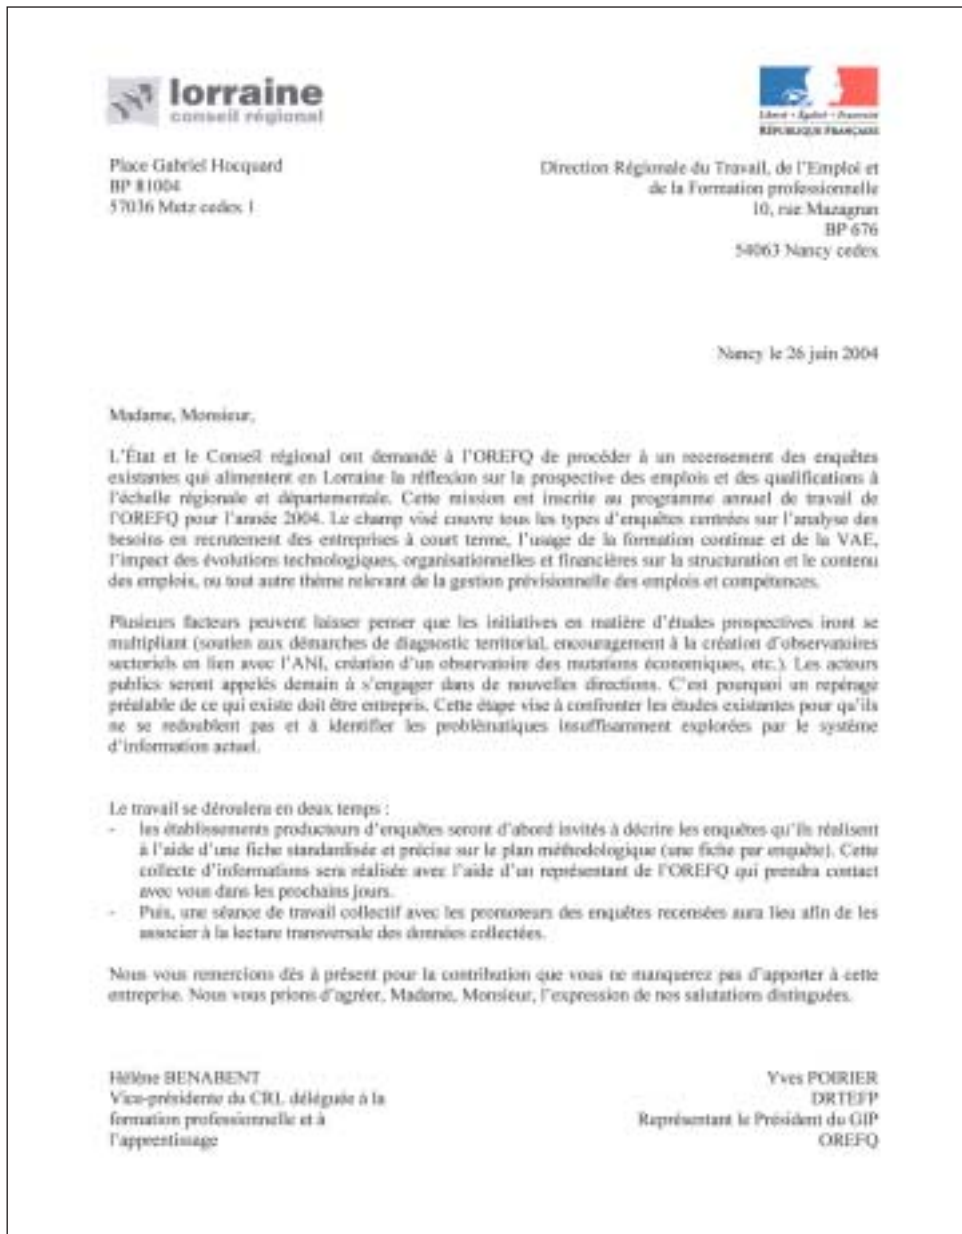 lorraine
conseil régional
Liberté • Égalité • Fraternité
RÉPUBLIQUE FRANÇAISE
Place Gabriel Hocquard
BP 81004
57036 Metz cedex 1
Direction Régionale du Travail, de l'Emploi et
de la Formation professionnelle
10, rue Mazagran
BP 676
54063 Nancy cedex
Nancy le 26 juin 2004
Madame, Monsieur,
L'État et le Conseil régional ont demandé à l'OREFQ de procéder à un recensement des enquêtes
existantes qui alimentent en Lorraine la réflexion sur la prospective des emplois et des qualifications à
l'échelle régionale et départementale. Cette mission est inscrite au programme annuel de travail de
l'OREFQ pour l'année 2004. Le champ visé couvre tous les types d'enquêtes centrées sur l'analyse des
besoins en recrutement des entreprises à court terme, l'usage de la formation continue et de la VAE,
l'impact des évolutions technologiques, organisationnelles et financières sur la structuration et le contenu
des emplois, ou tout autre thème relevant de la gestion prévisionnelle des emplois et compétences.
Plusieurs facteurs peuvent laisser penser que les initiatives en matière d'études prospectives iront se
multipliant (soutien aux démarches de diagnostic territorial, encouragement à la création d'observatoires
sectoriels en lien avec l'ANI, création d'un observatoire des mutations économiques, etc.). Les acteurs
publics seront appelés demain à s'engager dans de nouvelles directions. C'est pourquoi un repérage
préalable de ce qui existe doit être entrepris. Cette étape vise à confronter les études existantes pour qu'ils
ne se redoublent pas et à identifier les problématiques insuffisamment explorées par le système
d'information actuel.
Le travail se déroulera en deux temps :
- les établissements producteurs d'enquêtes seront d'abord invités à décrire les enquêtes qu'ils réalisent
à l'aide d'une fiche standardisée et précise sur le plan méthodologique (une fiche par enquête). Cette
collecte d'informations sera réalisée avec l'aide d'un représentant de l'OREFQ qui prendra contact
avec vous dans les prochains jours.
- Puis, une séance de travail collectif avec les promoteurs des enquêtes recensées aura lieu afin de les
associer à la lecture transversale des données collectées.
Nous vous remercions dès à présent pour la contribution que vous ne manquerez pas d'apporter à cette
entreprise. Nous vous prions d'agréer, Madame, Monsieur, l'expression de nos salutations distinguées.
Hélène BENABENT
Vice-présidente du CRL déléguée à la
formation professionnelle et à
l'apprentissage
Yves POIRIER
DRTEFP
Représentant le Président du GIP
OREFQ